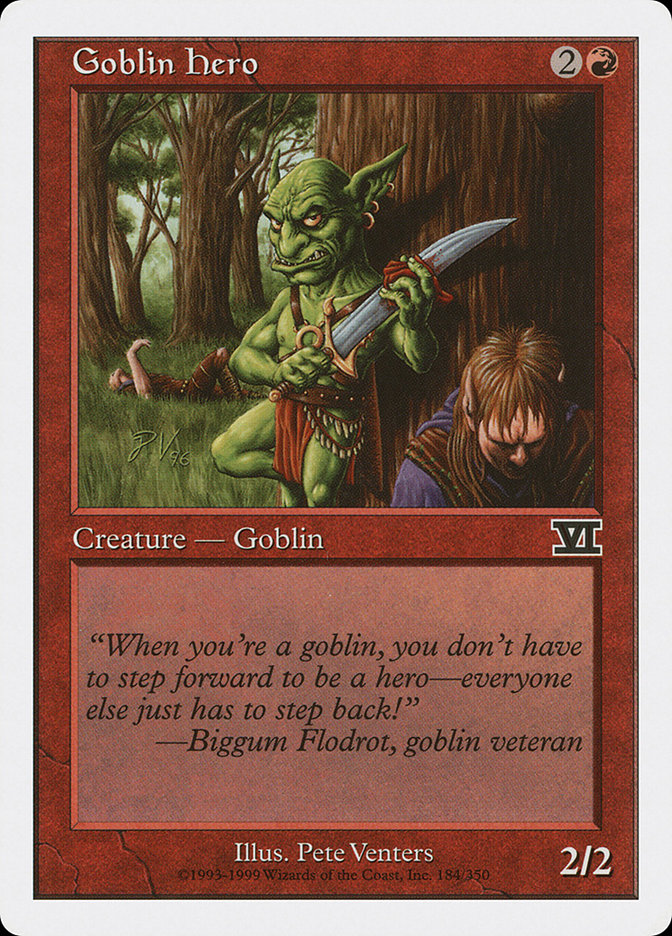 Goblin Hero 2
PV 96
Creature — Goblin VI
“When you’re a goblin, you don’t have
to step forward to be a hero—everyone
else just has to step back!”
—Biggum Flodrot, goblin veteran
Illus. Pete Venters
©1993-1999 Wizards of the Coast, Inc. 184/350
2/2